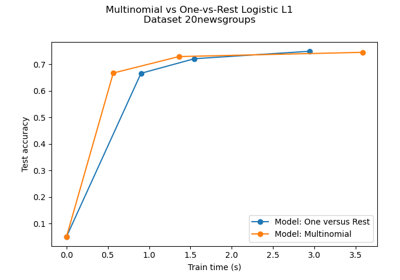 Multinomial vs One-vs-Rest Logistic L1
Dataset 20newsgroups
0.7
0.6
0.5
0.4
0.3
0.2
0.1
Test accuracy
Model: One versus Rest
Model: Multinomial
0.0 0.5 1.0 1.5 2.0 2.5 3.0 3.5
Train time (s)